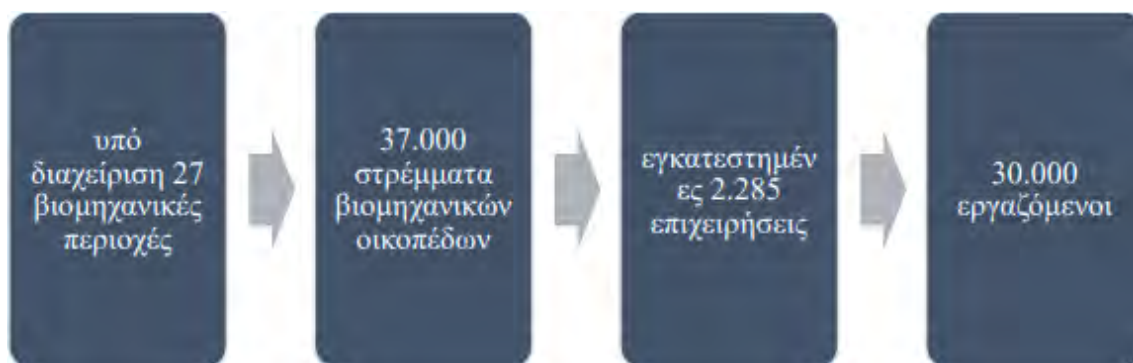 υπό
διαχείριση 27
βιομηχανικές
περιοχές
37.000
στρέμματα
βιομηχανικών
οικοπέδων
εγκατεστημέν
ες 2.285
επιχειρήσεις
30.000
εργαζόμενοι